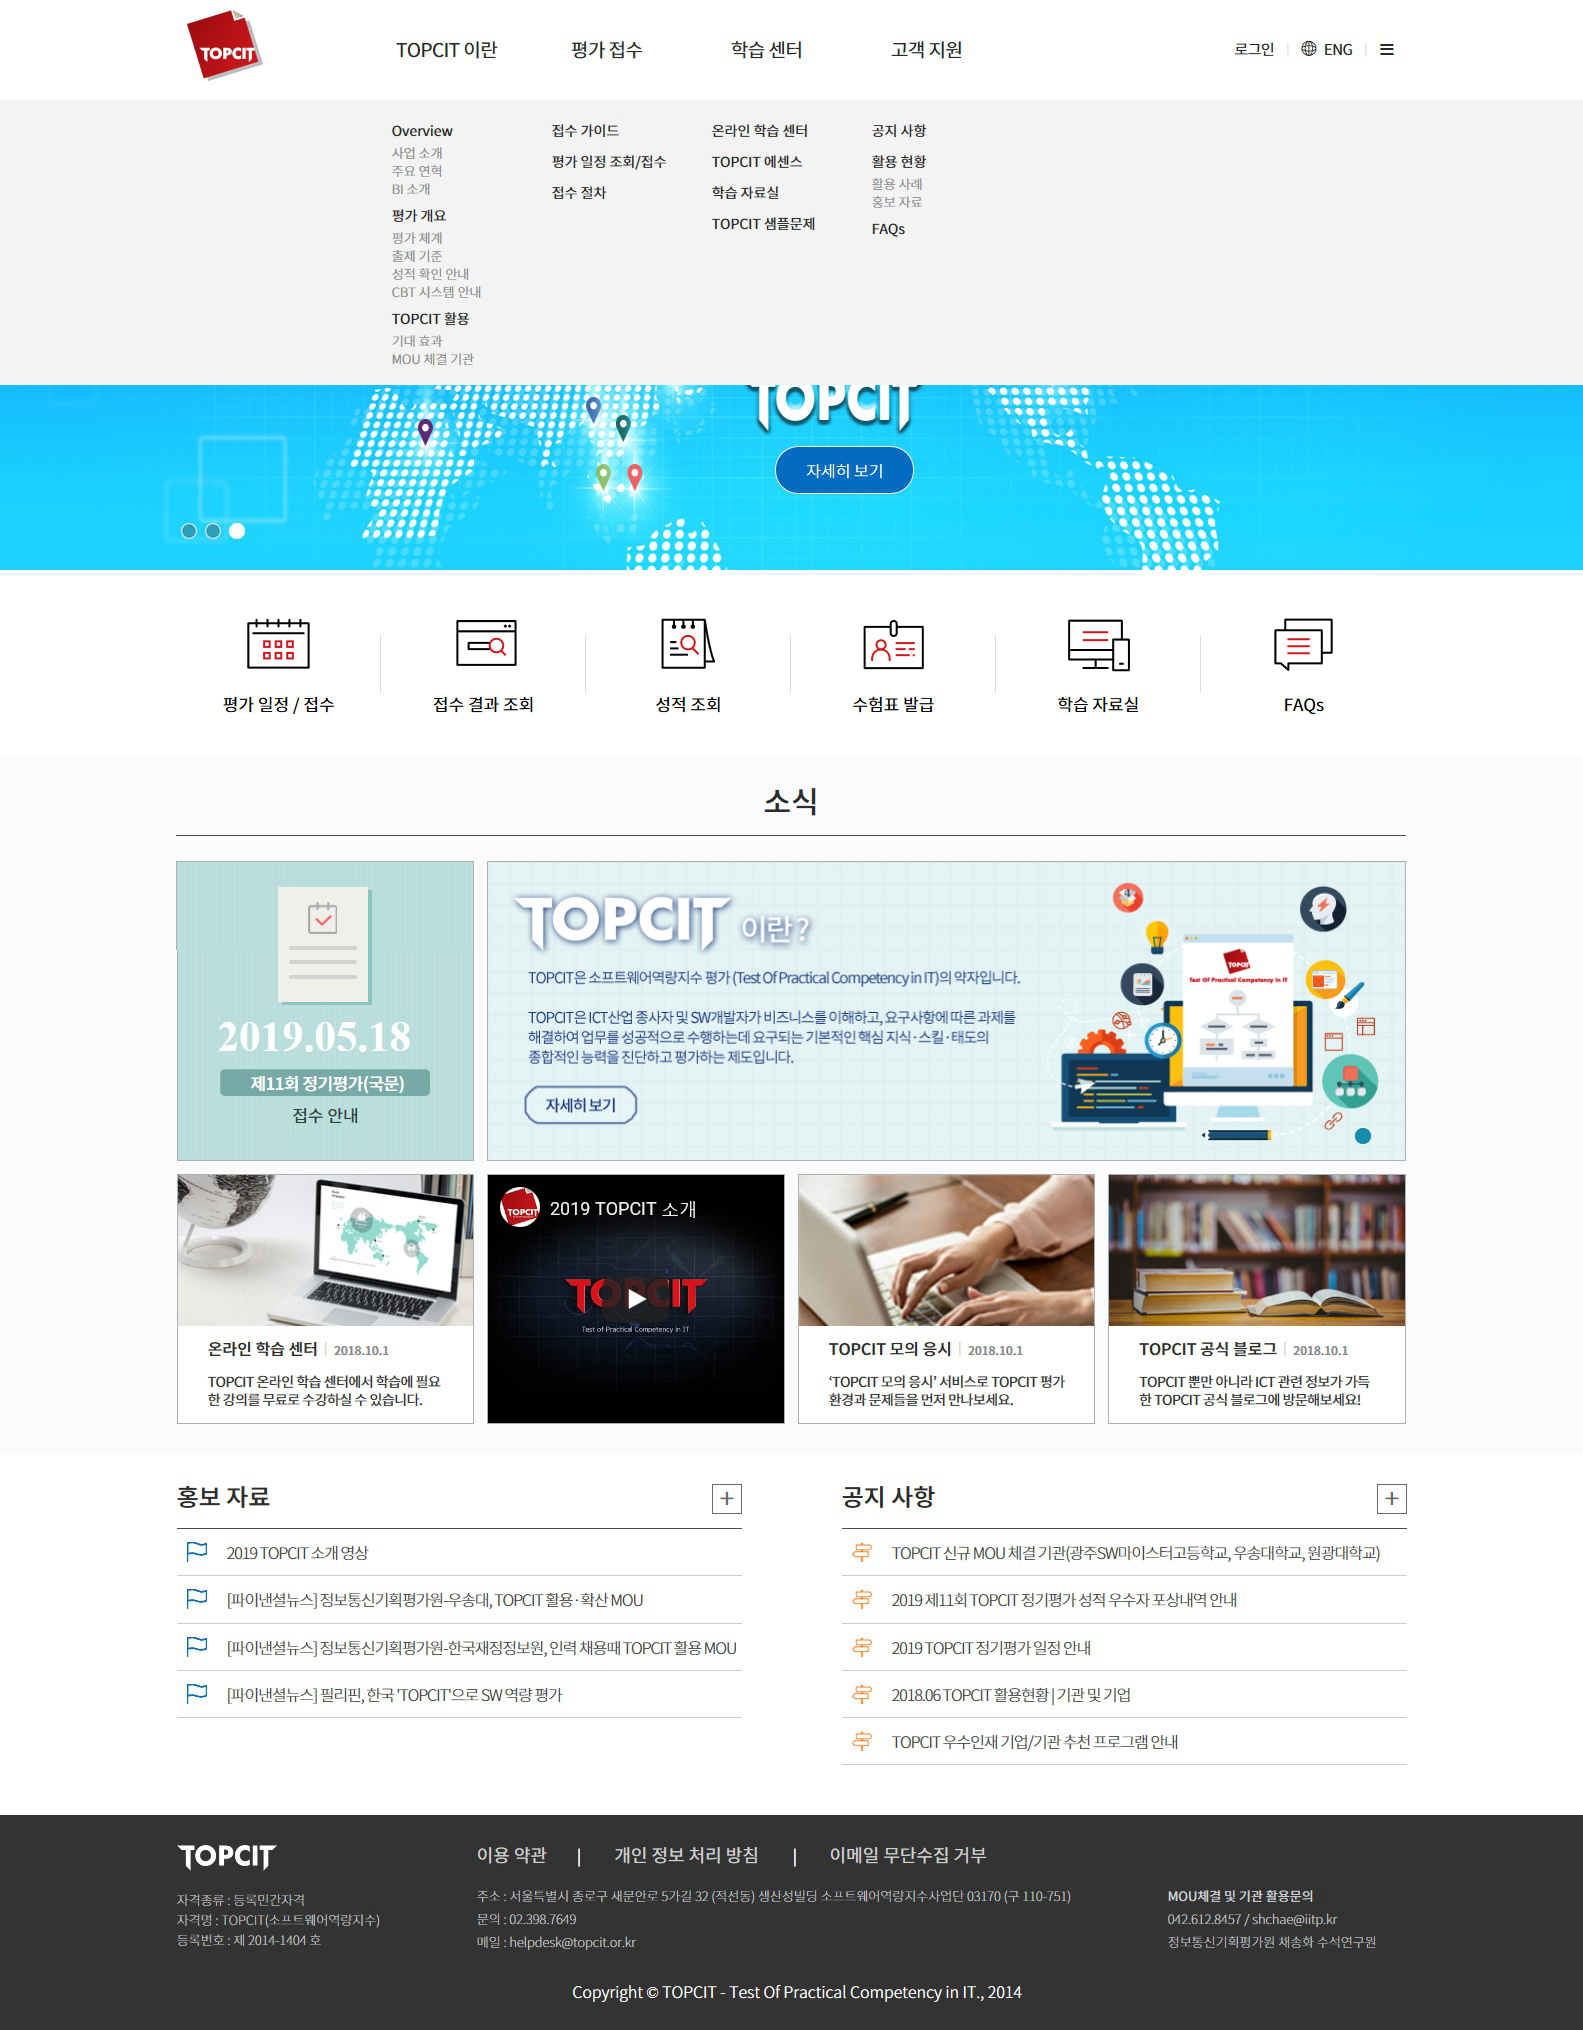 TOPCIT
TOPCIT 이란
평가 접수
학습 센터
고객 지원
로그인
ENG
Overview
사업 소개
주요 연혁
BI 소개
평가 개요
평가 체계
출제 기준
성적 확인 안내
CBT 시스템 안내
TOPCIT 활용
기대 효과
MOU 체결 기관
접수 가이드
평가 일정 조회/접수
접수 절차
온라인 학습 센터
TOPCIT 에센스
학습 자료실
TOPCIT 샘플문제
공지 사항
활용 현황
활용 사례
홍보 자료
FAQs
TOPCIT
자세히 보기
평가 일정 / 접수
접수 결과 조회
성적 조회
수험표 발급
학습 자료실
FAQs
소식
2019.05.18
제11회 정기평가(국문)
접수 안내
TOPCIT 이란?
TOPCIT은 소프트웨어역량지수 평가 (Test Of Practical Competency in IT)의 약자입니다.
TOPCIT은 ICT산업 종사자 및 SW개발자가 비즈니스를 이해하고, 요구사항에 따른 과제를
해결하여 업무를 성공적으로 수행하는데 요구되는 기본적인 핵심 지식·스킬·태도의
종합적인 능력을 진단하고 평가하는 제도입니다.
자세히 보기
TOPCIT
Test Of Practical Competency in IT
온라인 학습 센터 2018.10.1
TOPCIT 온라인 학습 센터에서 학습에 필요
한 강의를 무료로 수강하실 수 있습니다.
TOPCIT
2019 TOPCIT 소개
TOPCIT
Test of Practical Competency in IT
TOPCIT 모의 응시 2018.10.1
‘TOPCIT 모의 응시’ 서비스로 TOPCIT 평가
환경과 문제들을 먼저 만나보세요.
TOPCIT 공식 블로그 2018.10.1
TOPCIT 뿐만 아니라 ICT 관련 정보가 가득
한 TOPCIT 공식 블로그에 방문해보세요!
홍보 자료
+
2019 TOPCIT 소개 영상
[파이낸셜뉴스] 정보통신기획평가원-우송대, TOPCIT 활용·확산 MOU
[파이낸셜뉴스] 정보통신기획평가원-한국재정정보원, 인력 채용때 TOPCIT 활용 MOU
[파이낸셜뉴스] 필리핀, 한국 'TOPCIT'으로 SW 역량 평가
공지 사항
+
TOPCIT 신규 MOU 체결 기관(광주SW마이스터고등학교, 우송대학교, 원광대학교)
2019 제11회 TOPCIT 정기평가 성적 우수자 포상내역 안내
2019 TOPCIT 정기평가 일정 안내
2018.06 TOPCIT 활용현황 | 기관 및 기업
TOPCIT 우수인재 기업/기관 추천 프로그램 안내
TOPCIT
자격종류 : 등록민간자격
자격명 : TOPCIT(소프트웨어역량지수)
등록번호 : 제 2014-1404 호
이용 약관 | 개인 정보 처리 방침 | 이메일 무단수집 거부
주소 : 서울특별시 종로구 새문안로 5가길 32 (적선동) 생산성빌딩 소프트웨어역량지수사업단 03170 (구 110-751)
문의 : 02.398.7649
메일 : helpdesk@topcit.or.kr
MOU체결 및 기관 활용문의
042.612.8457 / shchae@iitp.kr
정보통신기획평가원 채송화 수석연구원
Copyright © TOPCIT - Test Of Practical Competency in IT., 2014